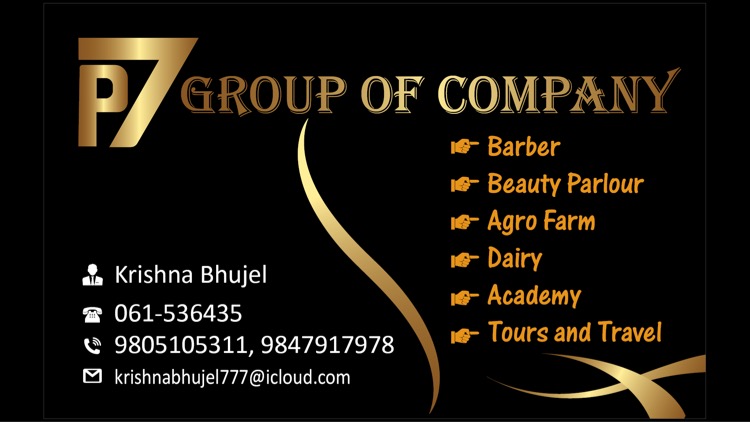 P7 GROUP OF COMPANY
Barber
Beauty Parlour
Agro Farm
Dairy
Academy
Tours and Travel
Krishna Bhujel
061-536435
9805105311, 9847917978
krishnabhujel777@icloud.com